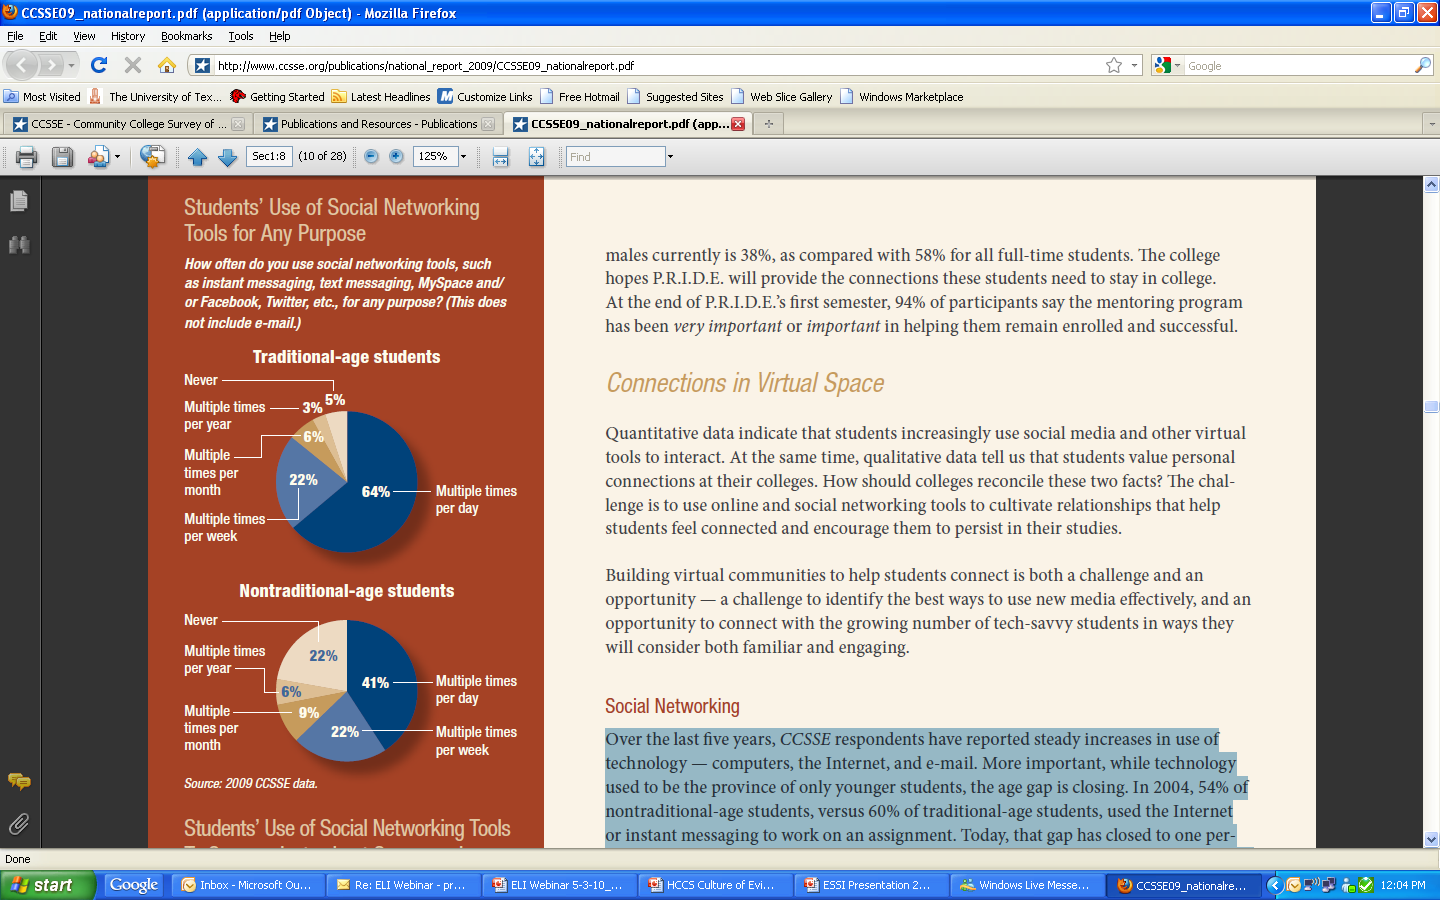 CCSSE09_nationalreport.pdf (application/pdf Object) - Mozilla Firefox
File Edit View History Bookmarks Tools Help
http://www.ccsse.org/publications/national_report_2009/CCSSE09_nationalreport.pdf
Google
Most Visited The University of Tex... Getting Started Latest Headlines Customize Links Free Hotmail Suggested Sites Web Slice Gallery Windows Marketplace
CCSSE - Community College Survey of ... Publications and Resources - Publications CCSSE09_nationalreport.pdf (app...
Sec1:8 (10 of 28) 125% Find
Students' Use of Social Networking
Tools for Any Purpose
How often do you use social networking tools, such
as instant messaging, text messaging, MySpace and/
or Facebook, Twitter, etc., for any purpose? (This does
not include e-mail.)
Traditional-age students
Never
5%
Multiple times
per year
3%
6%
Multiple
times per
month
22%
64%
Multiple times
per day
Multiple times
per week
Nontraditional-age students
Never
22%
Multiple times
per year
6%
41%
Multiple times
per day
Multiple
times per
month
9%
22%
Multiple times
per week
Source: 2009 CCSSE data.
Students' Use of Social Networking Tools
males currently is 38%, as compared with 58% for all full-time students. The college
hopes P.R.I.D.E. will provide the connections these students need to stay in college.
At the end of P.R.I.D.E.'s first semester, 94% of participants say the mentoring program
has been very important or important in helping them remain enrolled and successful.
Connections in Virtual Space
Quantitative data indicate that students increasingly use social media and other virtual
tools to interact. At the same time, qualitative data tell us that students value personal
connections at their colleges. How should colleges reconcile these two facts? The chal-
lenge is to use online and social networking tools to cultivate relationships that help
students feel connected and encourage them to persist in their studies.
Building virtual communities to help students connect is both a challenge and an
opportunity — a challenge to identify the best ways to use new media effectively, and an
opportunity to connect with the growing number of tech-savvy students in ways they
will consider both familiar and engaging.
Social Networking
Over the last five years, CCSSE respondents have reported steady increases in use of
technology — computers, the Internet, and e-mail. More important, while technology
used to be the province of only younger students, the age gap is closing. In 2004, 54% of
nontraditional-age students, versus 60% of traditional-age students, used the Internet
or instant messaging to work on an assignment. Today, that gap has closed to one per-
Done
start Google Inbox - Microsoft Ou... Re: ELI Webinar - pr... ELI Webinar 5-3-10_... HCCS Culture of Evi... ESSI Presentation 2... Windows Live Messe... CCSSE09_nationalre... 12:04 PM